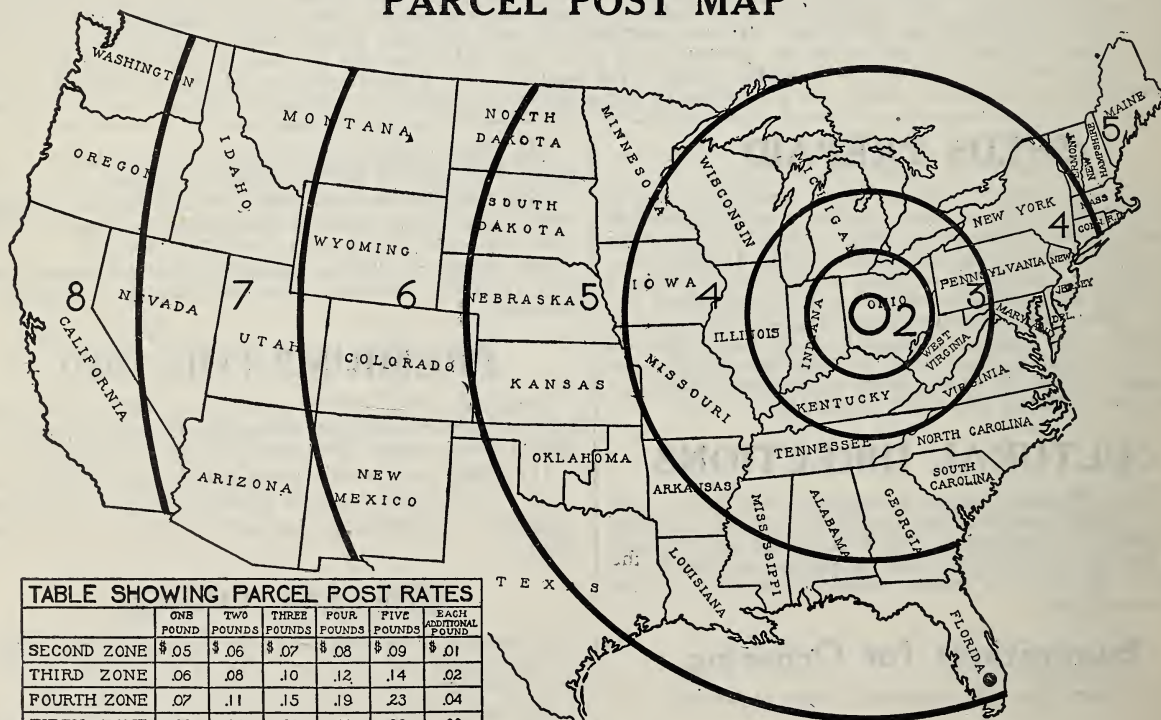 PARCEL POST MAP
WASHINGTON
OREGON
IDAHO
MONTANA
NORTH DAKOTA
SOUTH DAKOTA
MINNESOTA
WISCONSIN
MICHIGAN
MAINE
VERMONT
NEW HAMPSHIRE
MASS
CONN
R.I.
NEW YORK
PENNSYLVANIA
NEW JERSEY
DEL.
MARYLAND
OHIO
INDIANA
ILLINOIS
IOWA
NEBRASKA
WYOMING
NEVADA
UTAH
COLORADO
KANSAS
MISSOURI
KENTUCKY
WEST VIRGINIA
VIRGINIA
CALIFORNIA
ARIZONA
NEW MEXICO
OKLAHOMA
ARKANSAS
TENNESSEE
NORTH CAROLINA
SOUTH CAROLINA
MISSISSIPPI
ALABAMA
GEORGIA
LOUISIANA
TEXAS
FLORIDA
8
7
6
5
4
2
3
4
5
TABLE SHOWING PARCEL POST RATES
ONE POUND TWO POUNDS THREE POUNDS FOUR POUNDS FIVE POUNDS EACH ADDITIONAL POUND
SECOND ZONE $.05 $.06 $.07 $.08 $.09 $.01
THIRD ZONE .06 .08 .10 .12 .14 .02
FOURTH ZONE .07 .11 .15 .19 .23 .04